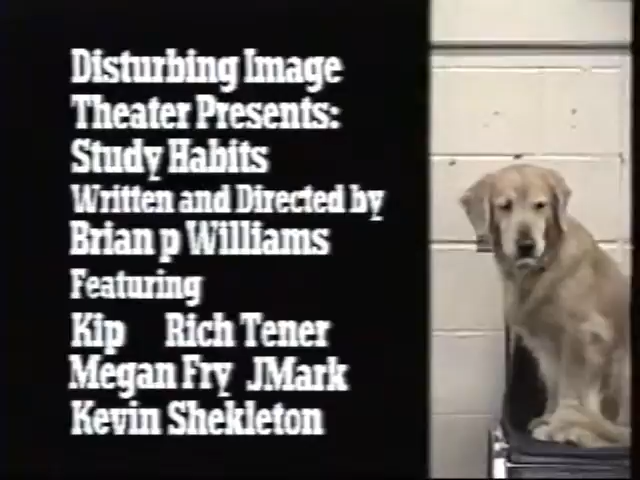 Disturbing Image
Theater Presents:
Study Habits
Written and Directed by
Brian p Williams
Featuring
Kip Rich Tener
Megan Fry JMark
Kevin Shekleton